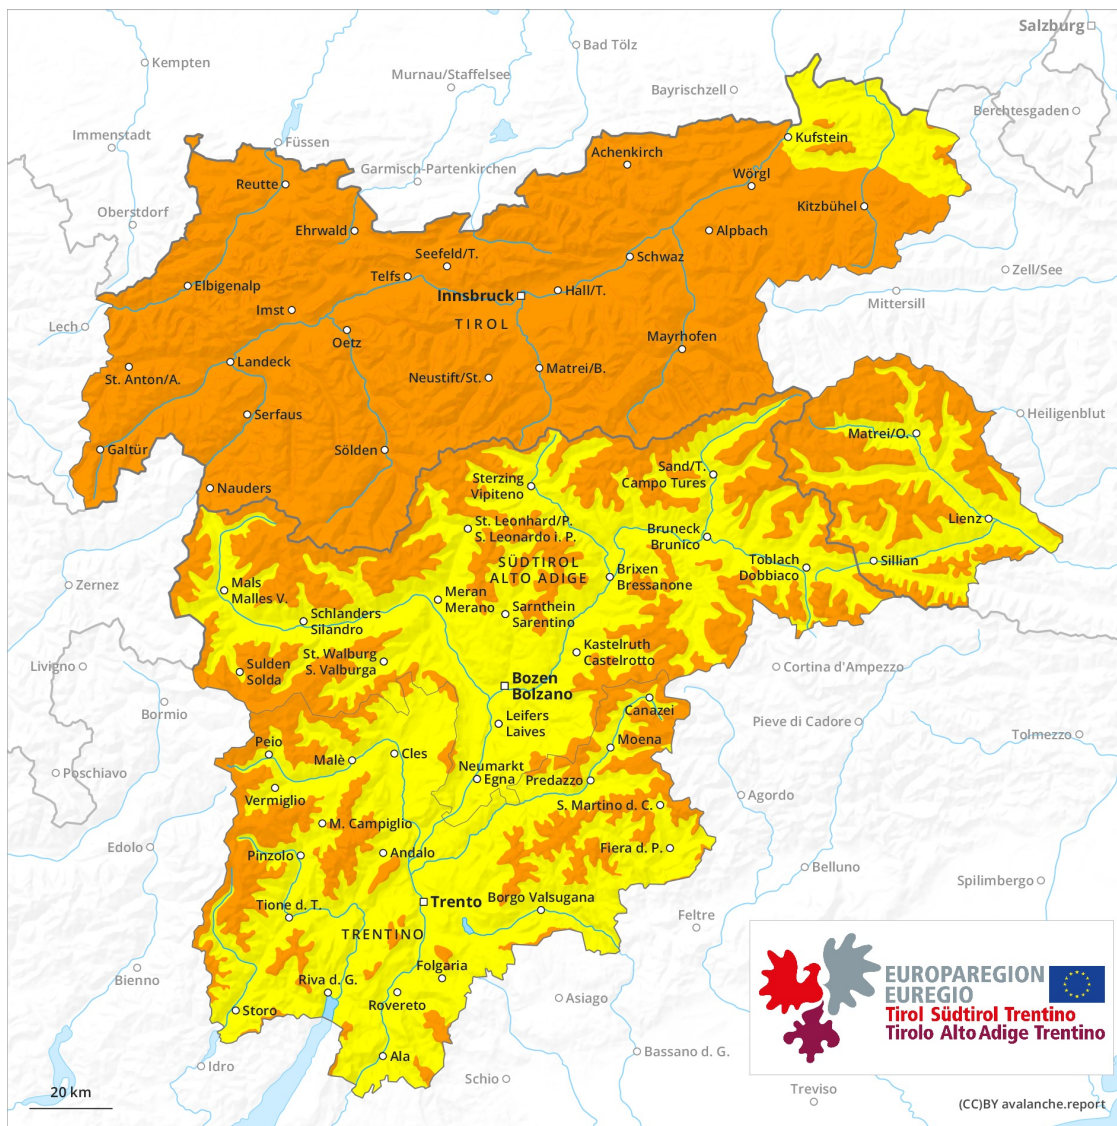 Salzburg
Bad Tölz
Kempten
Murnau/Staffelsee
Bayrischzell
Berchtesgaden
Immenstadt
Füssen
Kufstein
Achenkirch
Garmisch-Partenkirchen
Wörgl
Reutte
Oberstdorf
Kitzbühel
Ehrwald
Alpbach
Seefeld/T.
Schwaz
Zell/See
Telfs
Elbigenalp
Innsbruck
Hall/T.
Mittersill
Imst
TIROL
Lech
Oetz
Mayrhofen
Landeck
Matrei/B.
St. Anton/A.
Neustift/St.
Serfaus
Heiligenblut
Matrei/O.
Galtür
Sölden
Sand/T.
Campo Tures
Sterzing
Vipiteno
Nauders
St. Leonhard/P.
S. Leonardo i. P.
Lienz
Bruneck
Brunico
SÜDTIROL
ALTO ADIGE
Toblach
Dobbiaco
Sillian
Brixen
Bressanone
Zernez
Mals
Malles V.
Meran
Merano
Schlanders
Silandro
Sarnthein
Sarentino
Kastelruth
Castelrotto
St. Walburg
S. Valburga
Livigno
Sulden
Solda
Cortina d'Ampezzo
Bozen
Bolzano
Bormio
Canazei
Leifers
Laives
Pieve di Cadore
Tolmezzo
Peio
Moena
Malè
Cles
Neumarkt
Egna
Predazzo
Poschiavo
Vermiglio
Agordo
S. Martino d. C.
M. Campiglio
Edolo
Pinzolo
Andalo
Fiera d. P.
Belluno
Spilimbergo
Borgo Valsugana
Trento
Tione d. T.
Feltre
TRENTINO
Folgaria
Bienno
Riva d. G.
Rovereto
Asiago
Storo
EUROPAREGION
EUREGIO
Tirol Südtirol Trentino
Tirolo Alto Adige Trentino
Ala
Bassano d. G.
Idro
Schio
Treviso
20 km
(CC)BY avalanche.report